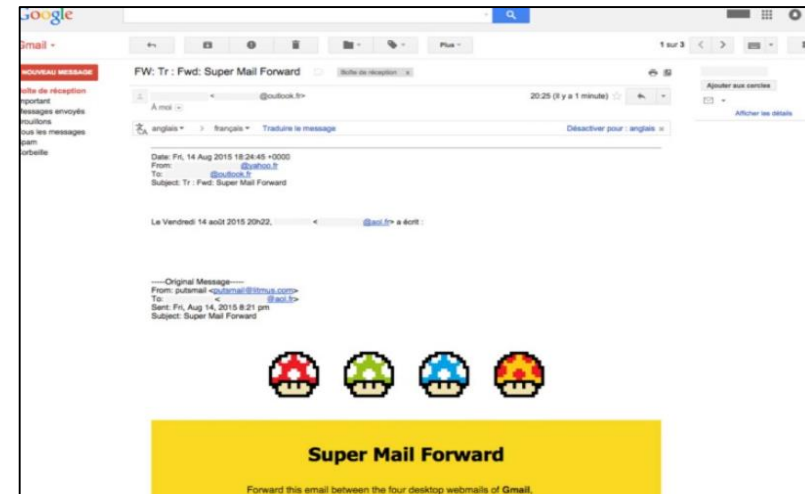 Google
Gmail
Plus
1 sur 3
NOUVEAU MESSAGE
FW: Tr : Fwd: Super Mail Forward
Boîte de réception x
Boîte de réception
mportant
Messages envoyés
rouillons
ous les messages
pam
orbeille
< @outlook.fr>
20:25 (il y a 1 minute)
À moi
Ajouter aux cercles
Afficher les détails
anglais > français Traduire le message
Désactiver pour : anglais x
Date: Fri, 14 Aug 2015 18:24:45 +0000
From: @yahoo.fr
To: @outlook.fr
Subject: Tr : Fwd: Super Mail Forward
Le Vendredi 14 août 2015 20h22, < @aol.fr> a écrit :
-----Original Message-----
From: putsmail <putsmail@litmus.com>
To: < @aol.fr>
Sent: Fri, Aug 14, 2015 8:21 pm
Subject: Super Mail Forward
Super Mail Forward
Forward this email between the four desktop webmails of Gmail,